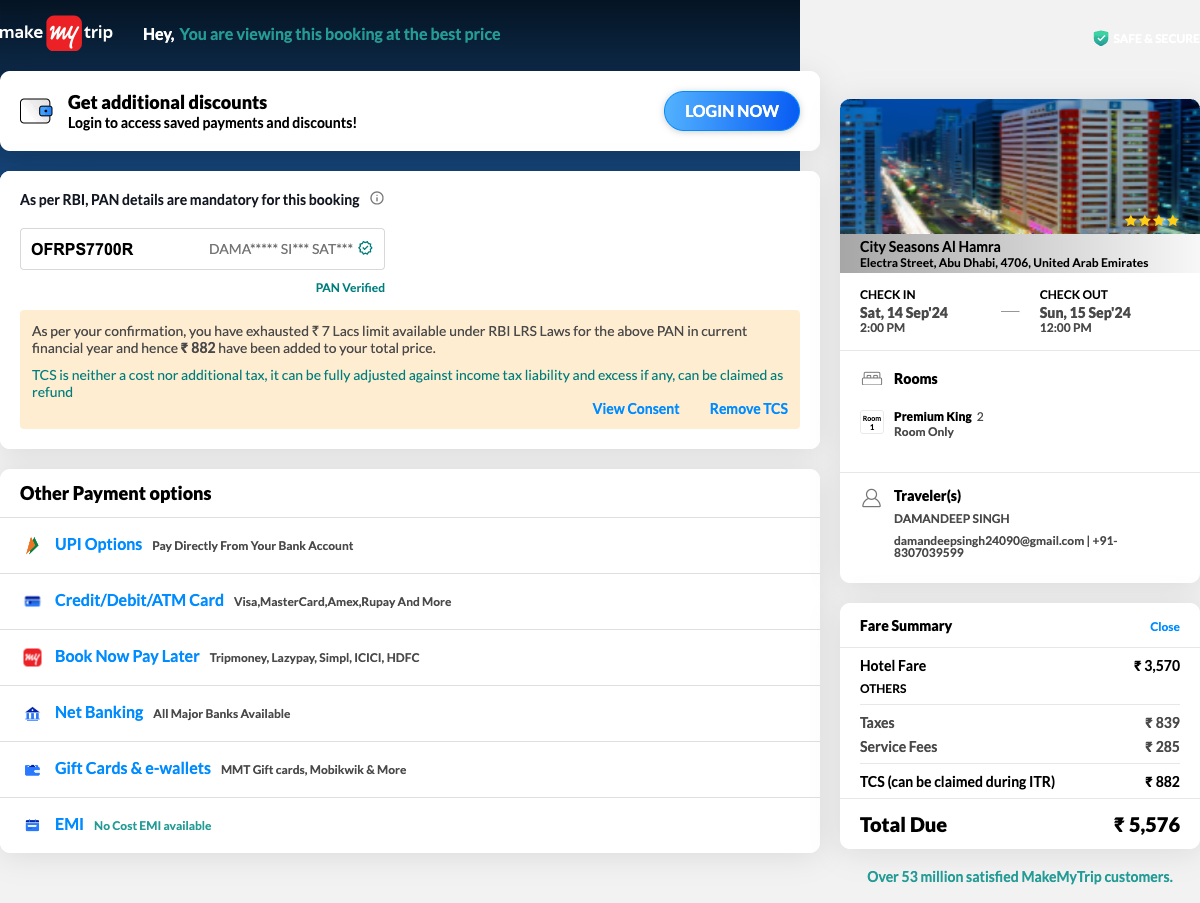 make my trip
Hey, You are viewing this booking at the best price
SAFE & SECURE
Get additional discounts
Login to access saved payments and discounts!
LOGIN NOW
As per RBI, PAN details are mandatory for this booking
OFRPS7700R DAMA***** SI*** SAT***
PAN Verified
As per your confirmation, you have exhausted ₹ 7 Lacs limit available under RBI LRS Laws for the above PAN in current
financial year and hence ₹ 882 have been added to your total price.
TCS is neither a cost nor additional tax, it can be fully adjusted against income tax liability and excess if any, can be claimed as
refund
View Consent Remove TCS
Other Payment options
UPI Options Pay Directly From Your Bank Account
Credit/Debit/ATM Card Visa,MasterCard,Amex,Rupay And More
my Book Now Pay Later Tripmoney, Lazypay, Simpl, ICICI, HDFC
Net Banking All Major Banks Available
Gift Cards & e-wallets MMT Gift cards, Mobikwik & More
EMI No Cost EMI available
City Seasons Al Hamra
Electra Street, Abu Dhabi, 4706, United Arab Emirates
CHECK IN
Sat, 14 Sep'24
2:00 PM
CHECK OUT
Sun, 15 Sep'24
12:00 PM
Rooms
Room
1
Premium King 2
Room Only
Traveler(s)
DAMANDEEP SINGH
damandeepsingh24090@gmail.com | +91-
8307039599
Fare Summary Close
Hotel Fare ₹ 3,570
OTHERS
Taxes ₹ 839
Service Fees ₹ 285
TCS (can be claimed during ITR) ₹ 882
Total Due ₹ 5,576
Over 53 million satisfied MakeMyTrip customers.